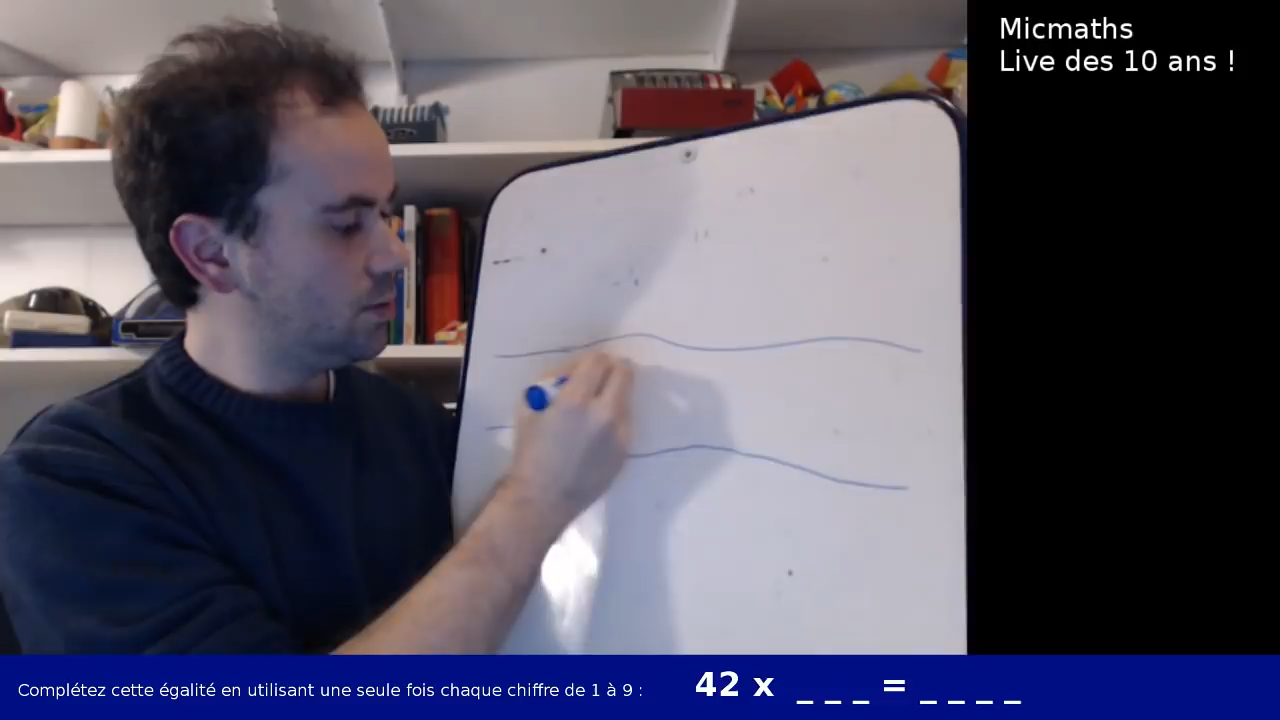 Micmaths
Live des 10 ans !
Complétez cette égalité en utilisant une seule fois chaque chiffre de 1 à 9 : 42 x _ _ _ = _ _ _ _